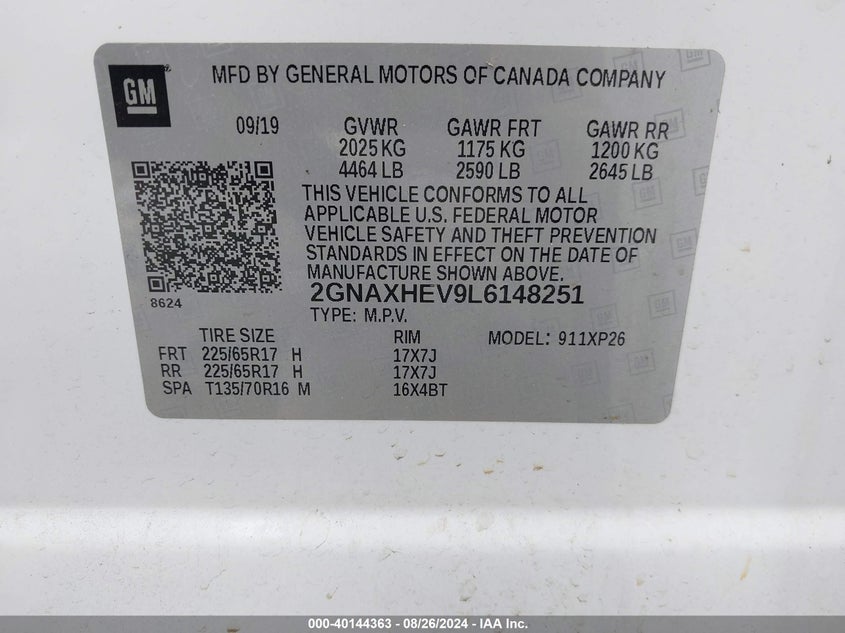 GM
MFD BY GENERAL MOTORS OF CANADA COMPANY
09/19 GVWR GAWR FRT GAWR RR
2025 KG 1175 KG 1200 KG
4464 LB 2590 LB 2645 LB
THIS VEHICLE CONFORMS TO ALL
APPLICABLE U.S. FEDERAL MOTOR
VEHICLE SAFETY AND THEFT PREVENTION
STANDARDS IN EFFECT ON THE DATE OF
MANUFACTURE SHOWN ABOVE.
8624 2GNAXHEV9L6148251
TYPE: M.P.V.
TIRE SIZE RIM MODEL: 911XP26
FRT 225/65R17 H 17X7J
RR 225/65R17 H 17X7J
SPA T135/70R16 M 16X4BT
000-40144363 - 08/26/2024 - IAA Inc.